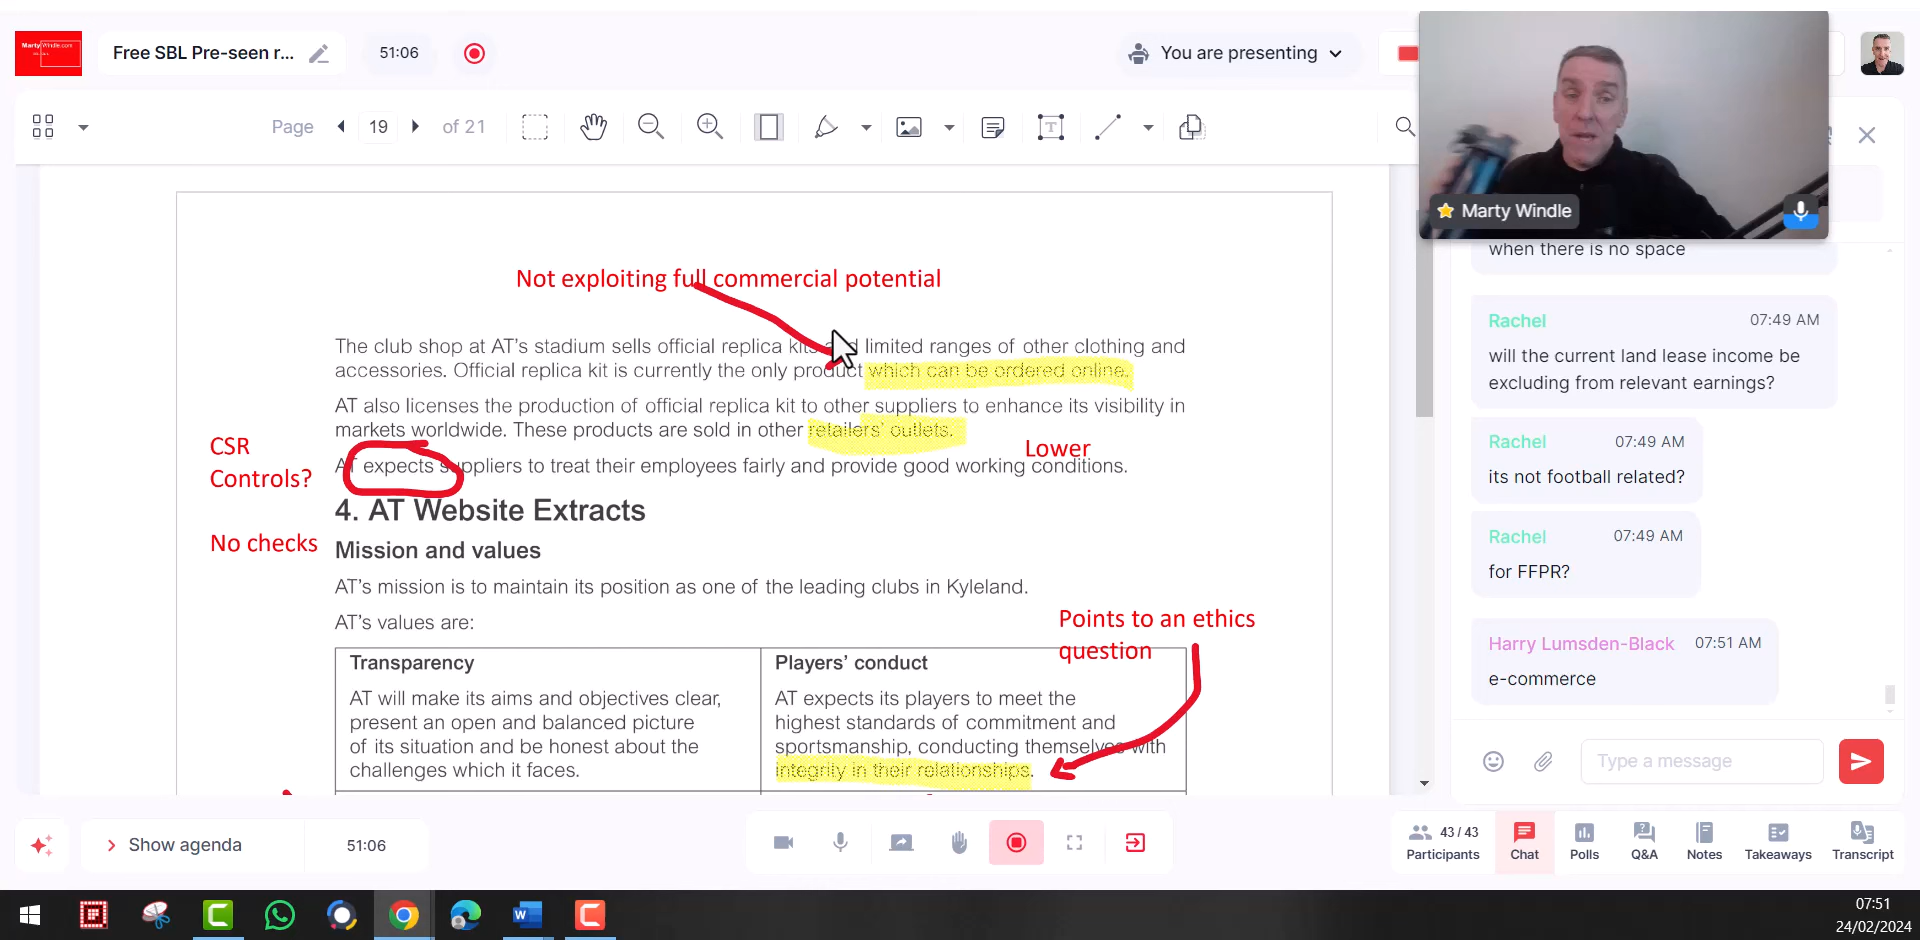 MartyWindle.com
Free SBL Pre-seen r...
51:06
You are presenting
Page 19 of 21
Marty Windle
Not exploiting full commercial potential
The club shop at AT's stadium sells official replica kits and limited ranges of other clothing and
accessories. Official replica kit is currently the only product which can be ordered online.
AT also licenses the production of official replica kit to other suppliers to enhance its visibility in
markets worldwide. These products are sold in other retailers' outlets.
CSR
Controls?
Lower
AT expects suppliers to treat their employees fairly and provide good working conditions.
4. AT Website Extracts
No checks
Mission and values
AT's mission is to maintain its position as one of the leading clubs in Kyleland.
AT's values are:
Points to an ethics
question
Transparency
AT will make its aims and objectives clear,
present an open and balanced picture
of its situation and be honest about the
challenges which it faces.
Players' conduct
AT expects its players to meet the
highest standards of commitment and
sportsmanship, conducting themselves with
integrity in their relationships.
when there is no space
Rachel 07:49 AM
will the current land lease income be
excluding from relevant earnings?
Rachel 07:49 AM
its not football related?
Rachel 07:49 AM
for FFPR?
Harry Lumsden-Black 07:51 AM
e-commerce
Type a message
Show agenda
51:06
43 / 43
Participants
Chat
Polls
Q&A
Notes
Takeaways
Transcript
07:51
24/02/2024